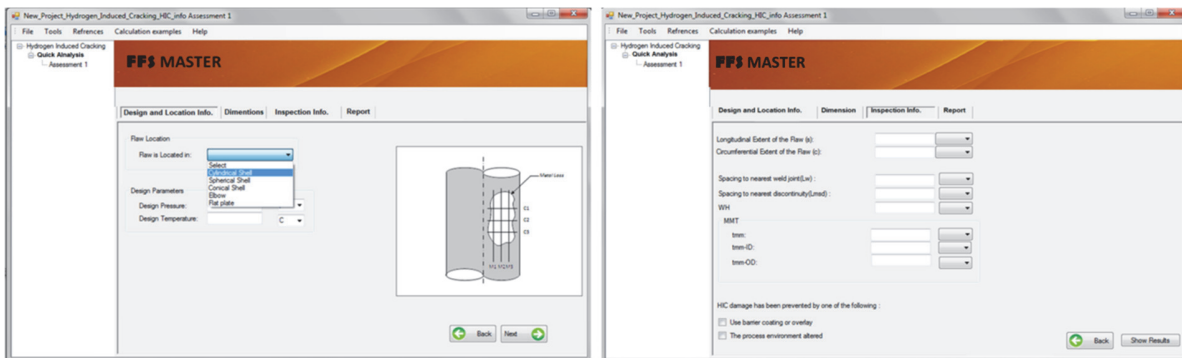 New_Project_Hydrogen_Induced_Cracking_HIC_info Assessment 1
File Tools Refrences Calculation examples Help
Hydrogen Induced Cracking
Quick Alnalysis
Assessment 1
FFS MASTER
Design and Location Info. Dimentions Inspection Info. Report
Flaw Location
Flaw is Located in:
Select
Cylindrical Shell
Spherical Shell
Conical Shell
Elbow
Flat plate
Design Parameters
Design Pressure:
Design Temperature: C
Metal Loss
C1
C2
C3
M1 M2 M3
Back Next
New_Project_Hydrogen_Induced_Cracking_HIC_info Assessment 1
File Tools Refrences Calculation examples Help
Hydrogen Induced Cracking
Quick Alnalysis
Assessment 1
FFS MASTER
Design and Location Info. Dimension Inspection Info. Report
Longitudinal Extent of the Flaw (s):
Circumferential Extent of the Flaw (c):
Spacing to nearest weld joint(Lw):
Spacing to nearest discontinuity(Lmsd):
WH
MMT
tmm:
tmm-ID:
tmm-OD:
HIC damage has been prevented by one of the following :
Use barrier coating or overlay
The process environment altered
Back Show Results